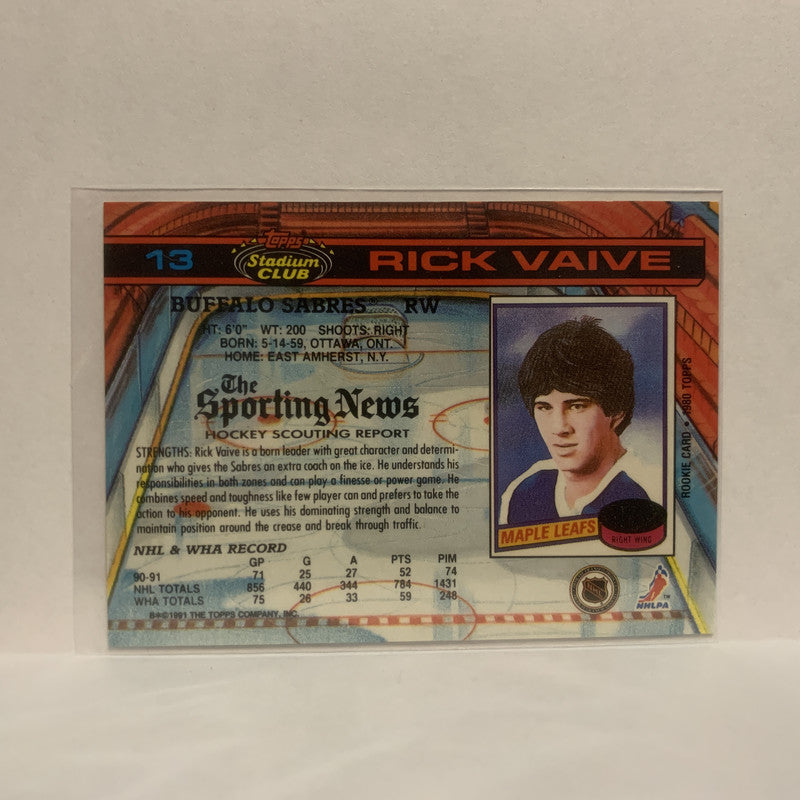 13
Topps
Stadium
CLUB
RICK VAIVE
BUFFALO SABRES® RW
HT: 6'0" WT: 200 SHOOTS: RIGHT
BORN: 5-14-59, OTTAWA, ONT.
HOME: EAST AMHERST, N.Y.
The
Sporting News
HOCKEY SCOUTING REPORT
STRENGTHS: Rick Vaive is a born leader with great character and determi-
nation who gives the Sabres an extra coach on the ice. He understands his
responsibilities in both zones and can play a finesse or power game. He
combines speed and toughness like few player can and prefers to take the
action to his opponent. He uses his dominating strength and balance to
maintain position around the crease and break through traffic.
NHL & WHA RECORD
GP G A PTS PIM
90-91 71 25 27 52 74
NHL TOTALS 856 440 344 784 1431
WHA TOTALS 75 26 33 59 248
B*©1991 THE TOPPS COMPANY, INC.
MAPLE LEAFS
RIGHT WING
ROOKIE CARD • 1980 TOPPS
NHL
NHLPA™